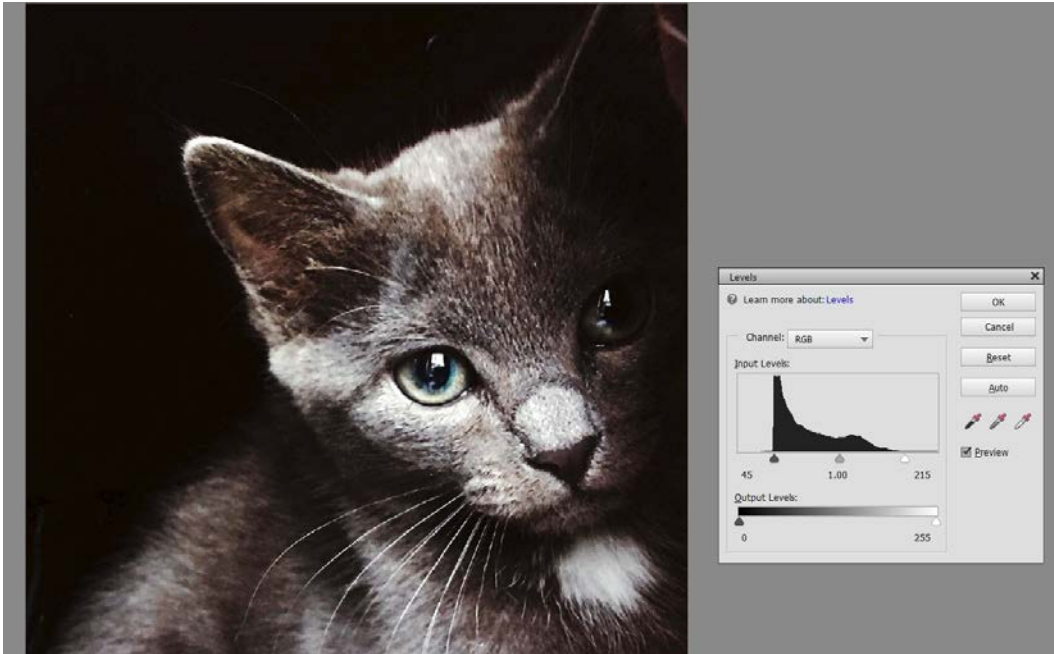 Levels
Learn more about: Levels
OK
Cancel
Channel: RGB
Reset
Input Levels:
Auto
Preview
45 1.00 215
Output Levels:
0 255